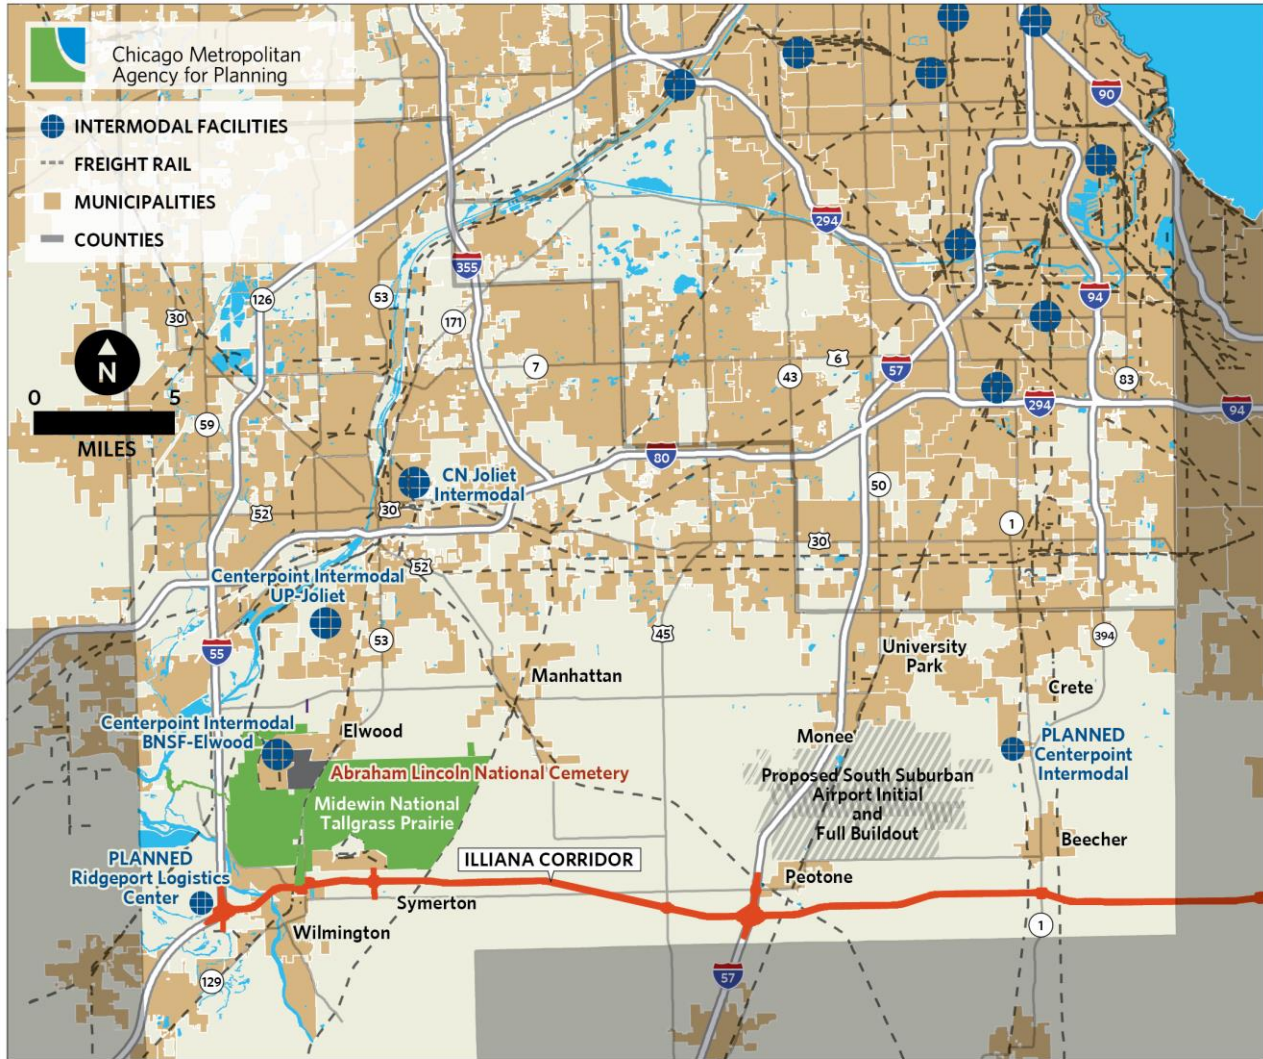 Chicago Metropolitan
Agency for Planning
INTERMODAL FACILITIES
FREIGHT RAIL
MUNICIPALITIES
COUNTIES
90
294
355
126
53
30
171
94
N
7
6
43
57
83
0
5
MILES
59
294
94
80
CN Joliet
Intermodal
50
30
52
1
30
52
Centerpoint Intermodal
UP-Joliet
53
45
394
55
University
Park
Manhattan
Crete
Centerpoint Intermodal
BNSF-Elwood
Elwood
Monee
PLANNED
Centerpoint
Intermodal
Abraham Lincoln National Cemetery
Proposed South Suburban
Airport Initial
and
Full Buildout
Midewin National
Tallgrass Prairie
Beecher
PLANNED
Ridgeport Logistics
Center
ILLIANA CORRIDOR
Peotone
Symerton
Wilmington
1
129
57